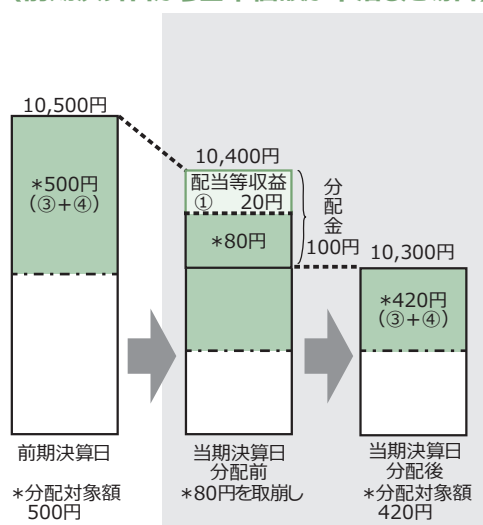 10,500円
*500円
(③+④)
前期決算日
*分配対象額
500円
10,400円
配当等収益
① 20円
*80円
分配金
100円
当期決算日
分配前
*80円を取崩し
10,300円
*420円
(③+④)
当期決算日
分配後
*分配対象額
420円